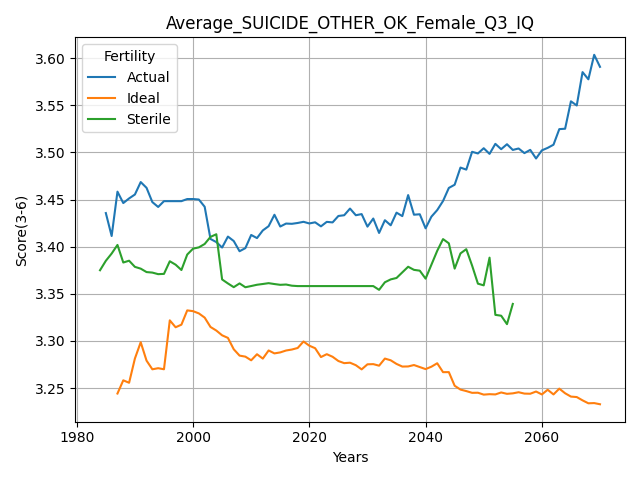 Average_SUICIDE_OTHER_OK_Female_Q3_IQ
Fertility
Actual
Ideal
Sterile
3.60
3.55
3.50
3.45
3.40
3.35
3.30
3.25
Score(3-6)
1980
2000
2020
2040
2060
Years